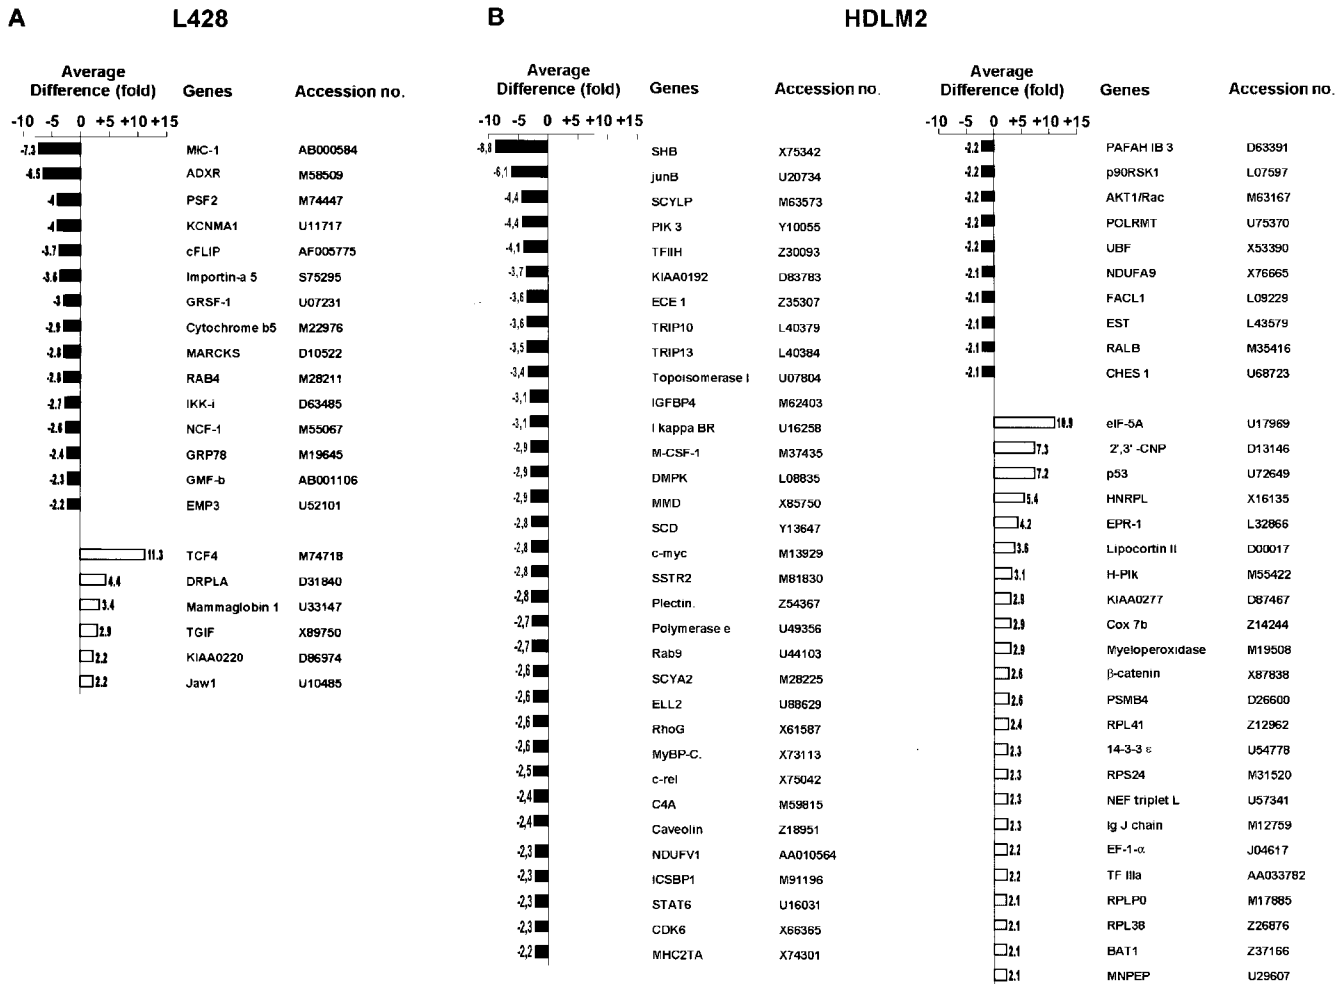 A L428
Average
Difference (fold) Genes Accession no.
-10 -5 0 +5 +10 +15
-7.3 MIC-1 AB000584
-6.5 ADXR M58509
-4 PSF2 M74447
-4 KCNMA1 U11717
-3.7 cFLIP AF005775
-3.6 Importin-a 5 S75295
-3 GRSF-1 U07231
-2.9 Cytochrome b5 M22976
-2.8 MARCKS D10522
-2.8 RAB4 M28211
-2.7 IKK-i D63485
-2.6 NCF-1 M55067
-2.4 GRP78 M19645
-2.3 GMF-b AB001106
-2.2 EMP3 U52101
11.3 TCF4 M74718
4.4 DRPLA D31840
3.4 Mammaglobin 1 U33147
2.9 TGIF X89750
2.2 KIAA0220 D86974
2.2 Jaw1 U10485
B HDLM2
Average
Difference (fold) Genes Accession no.
-10 -5 0 +5 +10 +15
-8,8 SHB X75342
-6,1 junB U20734
-4,4 SCYLP M63573
-4,4 PIK 3 Y10055
-4,1 TFIIH Z30093
-3,7 KIAA0192 D83783
-3,6 ECE 1 Z35307
-3,6 TRIP10 L40379
-3,5 TRIP13 L40384
-3,4 Topoisomerase I U07804
-3,1 IGFBP4 M62403
-3,1 I kappa BR U16258
-2,9 M-CSF-1 M37435
-2,9 DMPK L08835
-2,9 MMD X85750
-2,8 SCD Y13647
-2,8 c-myc M13929
-2,8 SSTR2 M81830
-2,8 Plectin. Z54367
-2,7 Polymerase e U49356
-2,7 Rab9 U44103
-2,6 SCYA2 M28225
-2,6 ELL2 U88629
-2,6 RhoG X61587
-2,6 MyBP-C. X73113
-2,5 c-rel X75042
-2,4 C4A M59815
-2,4 Caveolin Z18951
-2,3 NDUFV1 AA010564
-2,3 ICSBP1 M91196
-2,3 STAT6 U16031
-2,3 CDK6 X66365
-2,2 MHC2TA X74301
Average
Difference (fold) Genes Accession no.
-10 -5 0 +5 +10 +15
-2.2 PAFAH IB 3 D63391
-2.2 p90RSK1 L07597
-2.2 AKT1/Rac M63167
-2.2 POLRMT U75370
-2.2 UBF X53390
-2.1 NDUFA9 X76665
-2.1 FACL1 L09229
-2.1 EST L43579
-2.1 RALB M35416
-2.1 CHES 1 U68723
10.9 eIF-5A U17969
7.3 2',3' -CNP D13146
7.2 p53 U72649
5.4 HNRPL X16135
4.2 EPR-1 L32866
3.6 Lipocortin II D00017
3.1 H-Plk M55422
2.9 KIAA0277 D87467
2.9 Cox 7b Z14244
2.9 Myeloperoxidase M19508
2.6 β-catenin X87838
2.6 PSMB4 D26600
2.4 RPL41 Z12962
2.3 14-3-3 ε U54778
2.3 RPS24 M31520
2.3 NEF triplet L U57341
2.3 Ig J chain M12759
2.2 EF-1-α J04617
2.2 TF IIIa AA033782
2.1 RPLP0 M17885
2.1 RPL38 Z26876
2.1 BAT1 Z37166
2.1 MNPEP U29607